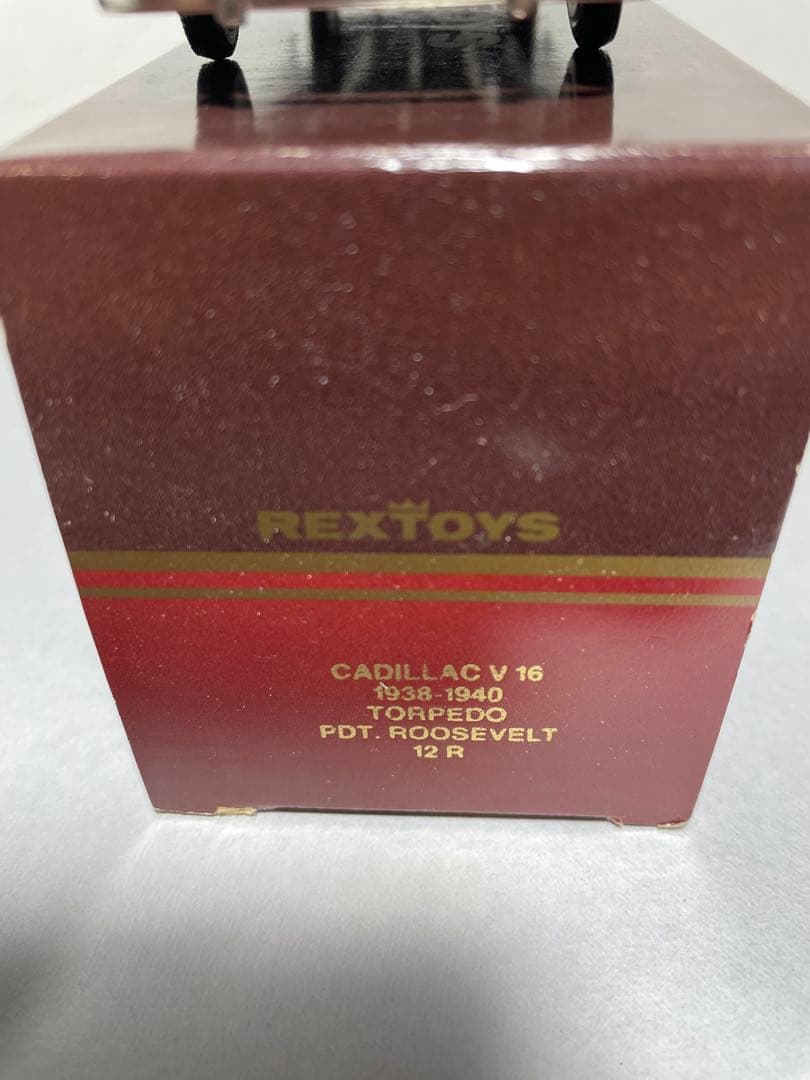 REXTOYS
CADILLAC V 16
1938-1940
TORPEDO
PDT. ROOSEVELT
12 R